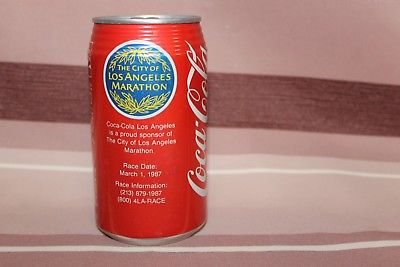 THE CITY OF
LOS ANGELES
MARATHON
Coca-Cola Los Angeles
is a proud sponsor of
The City of Los Angeles
Marathon
Race Date:
March 1, 1987
Race Information:
(213) 879-1987
(800) 4LA-RACE
Coca-Cola